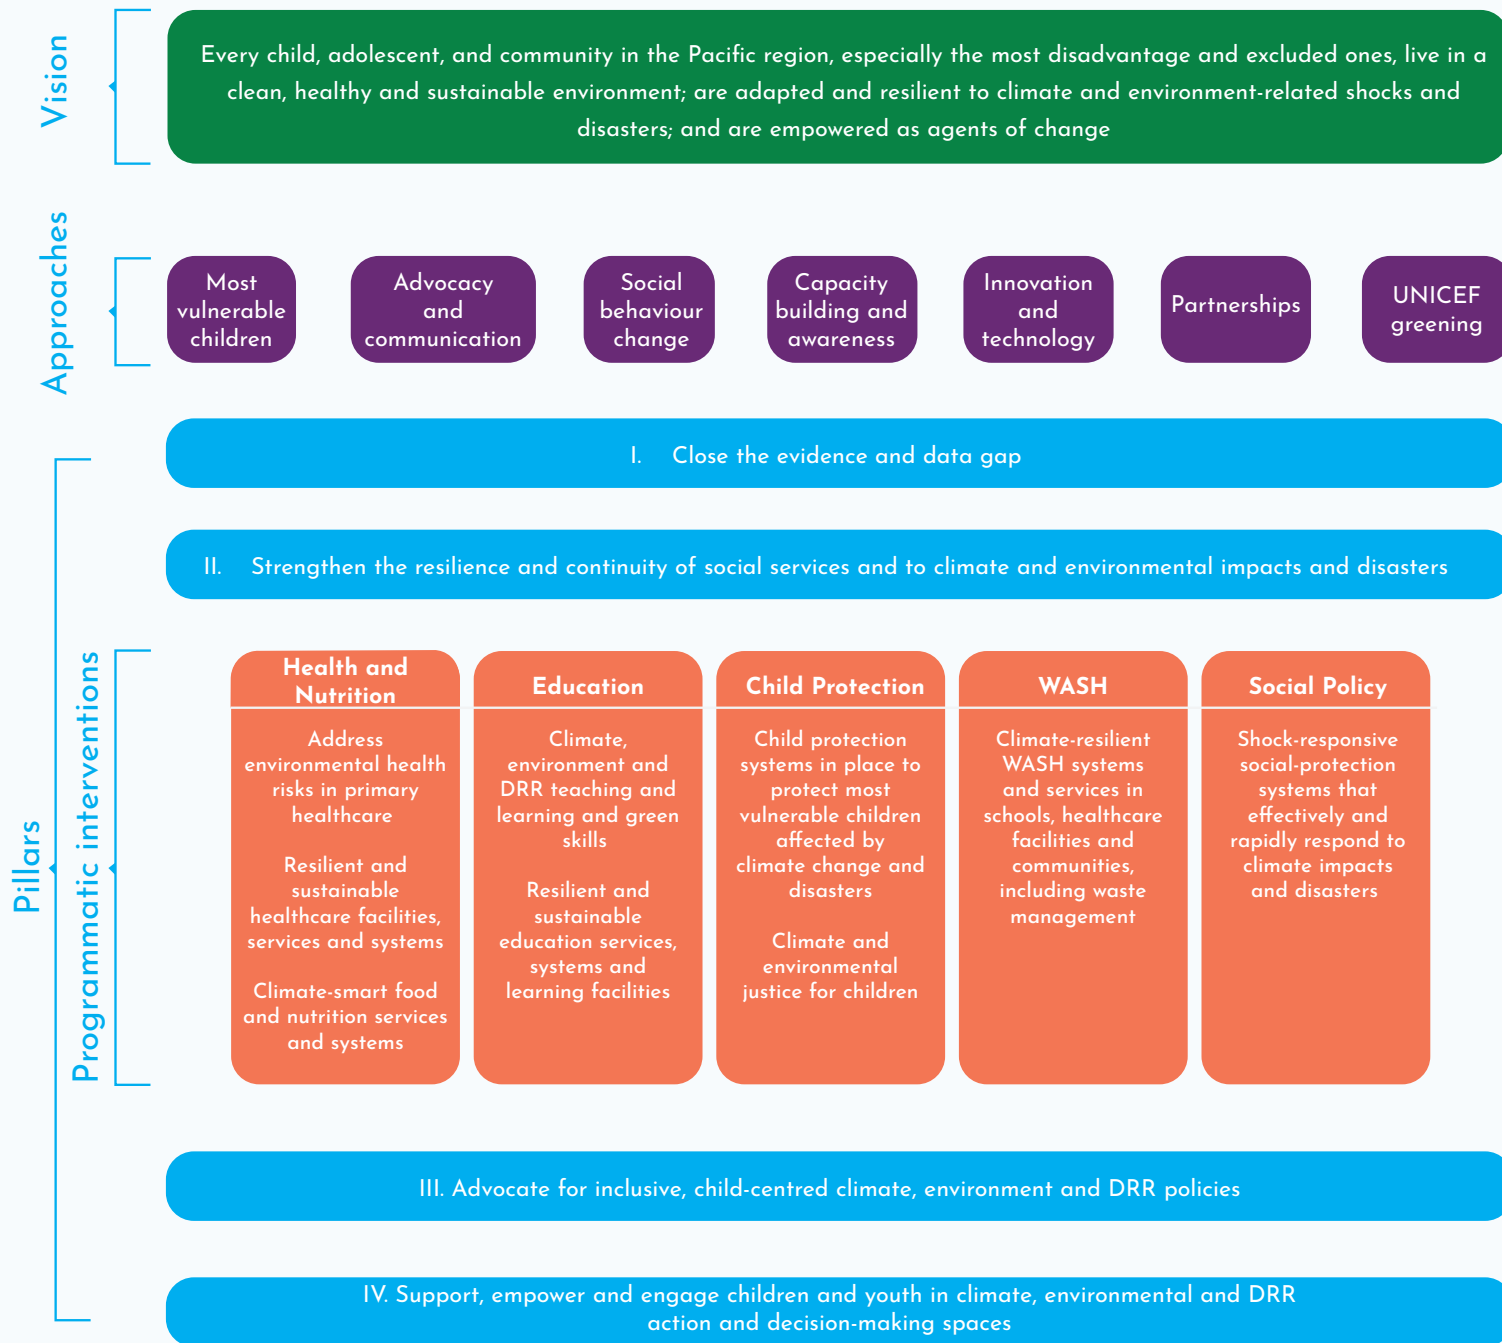 Vision
Every child, adolescent, and community in the Pacific region, especially the most disadvantage and excluded ones, live in a
clean, healthy and sustainable environment; are adapted and resilient to climate and environment-related shocks and
disasters; and are empowered as agents of change
Approaches
Most
vulnerable
children
Advocacy
and
communication
Social
behaviour
change
Capacity
building and
awareness
Innovation
and
technology
Partnerships
UNICEF
greening
Pillars
I. Close the evidence and data gap
II. Strengthen the resilience and continuity of social services and to climate and environmental impacts and disasters
Programmatic interventions
Health and
Nutrition
Address
environmental health
risks in primary
healthcare
Resilient and
sustainable
healthcare facilities,
services and systems
Climate-smart food
and nutrition services
and systems
Education
Climate,
environment and
DRR teaching and
learning and green
skills
Resilient and
sustainable
education services,
systems and
learning facilities
Child Protection
Child protection
systems in place to
protect most
vulnerable children
affected by
climate change and
disasters
Climate and
environmental
justice for children
WASH
Climate-resilient
WASH systems
and services in
schools, healthcare
facilities and
communities,
including waste
management
Social Policy
Shock-responsive
social-protection
systems that
effectively and
rapidly respond to
climate impacts
and disasters
III. Advocate for inclusive, child-centred climate, environment and DRR policies
IV. Support, empower and engage children and youth in climate, environmental and DRR
action and decision-making spaces